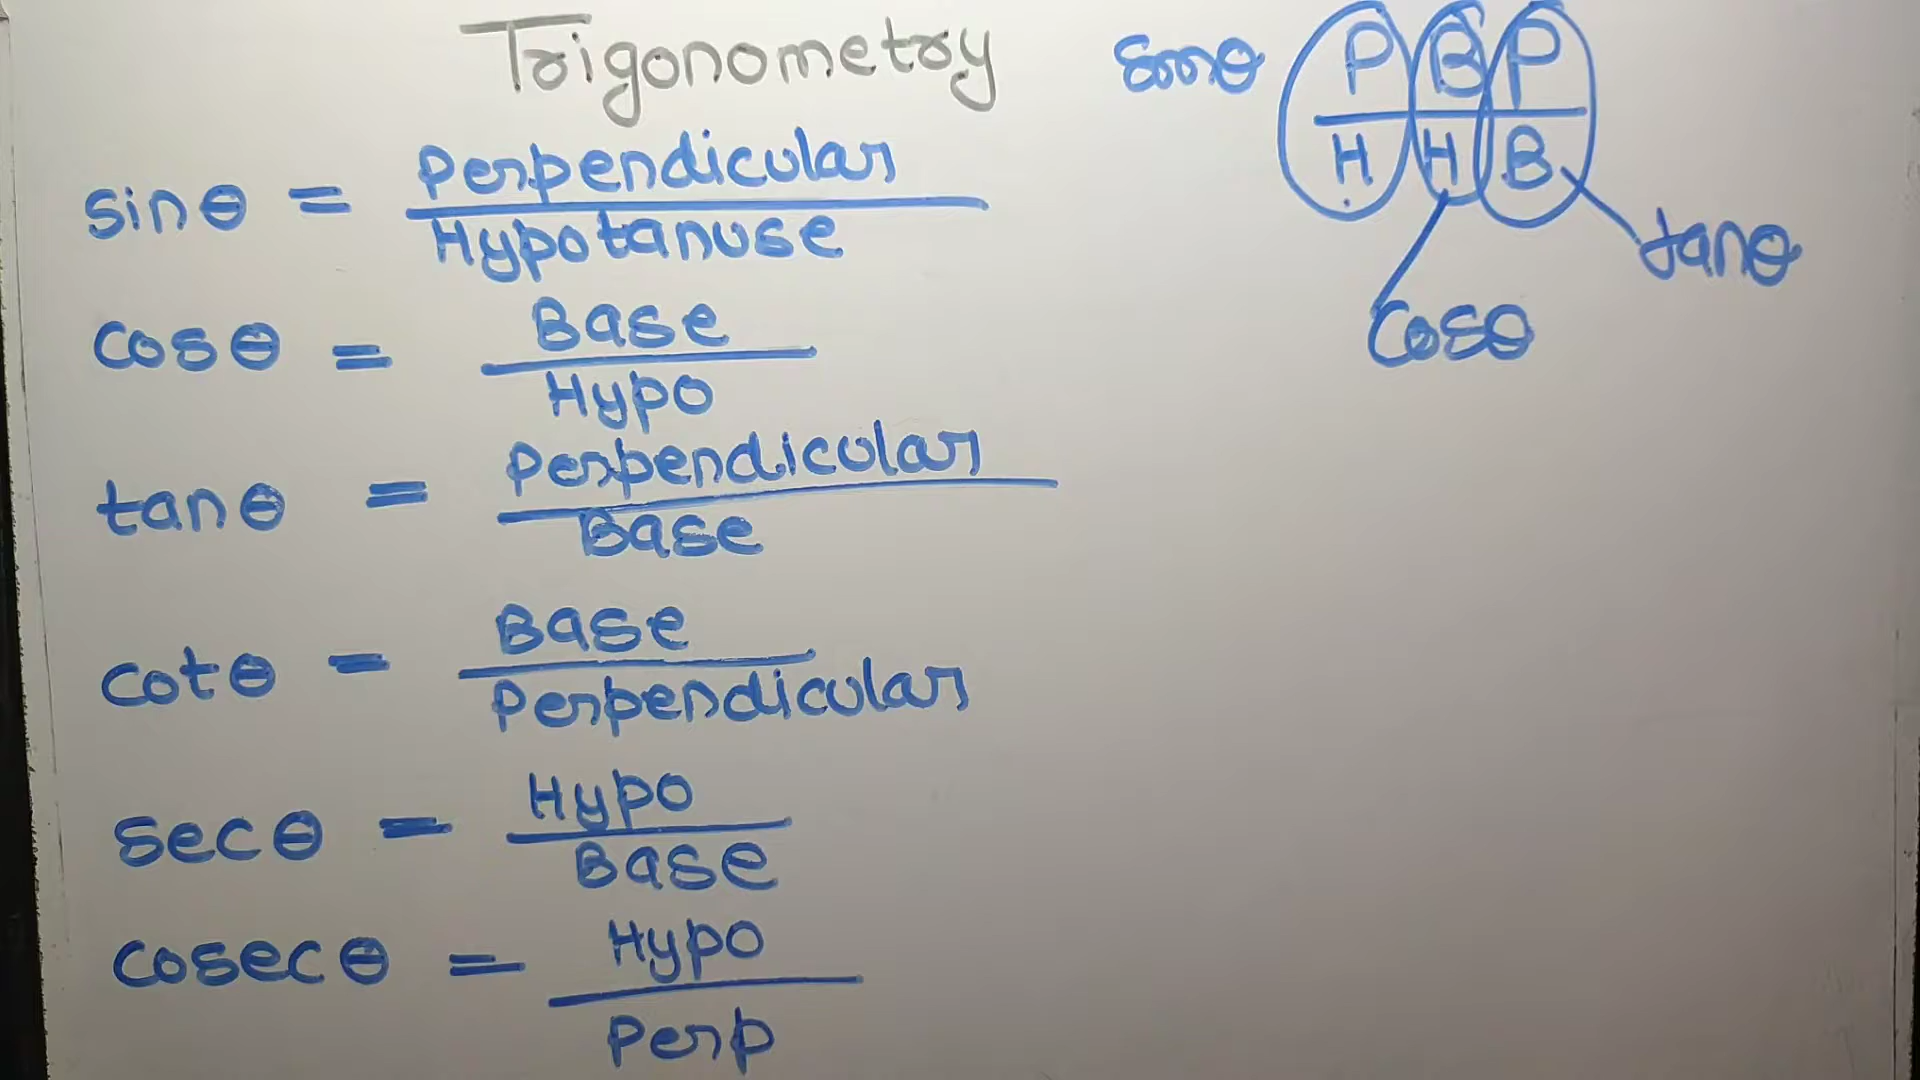 Trigonometry
sinθ = Perpendicular
Hypotanuse
cosθ = Base
Hypo
tanθ = Perpendicular
Base
cotθ = Base
Perpendicular
secθ = Hypo
Base
cosecθ = Hypo
Perp
sinθ P B P
H H B
tanθ
cosθ